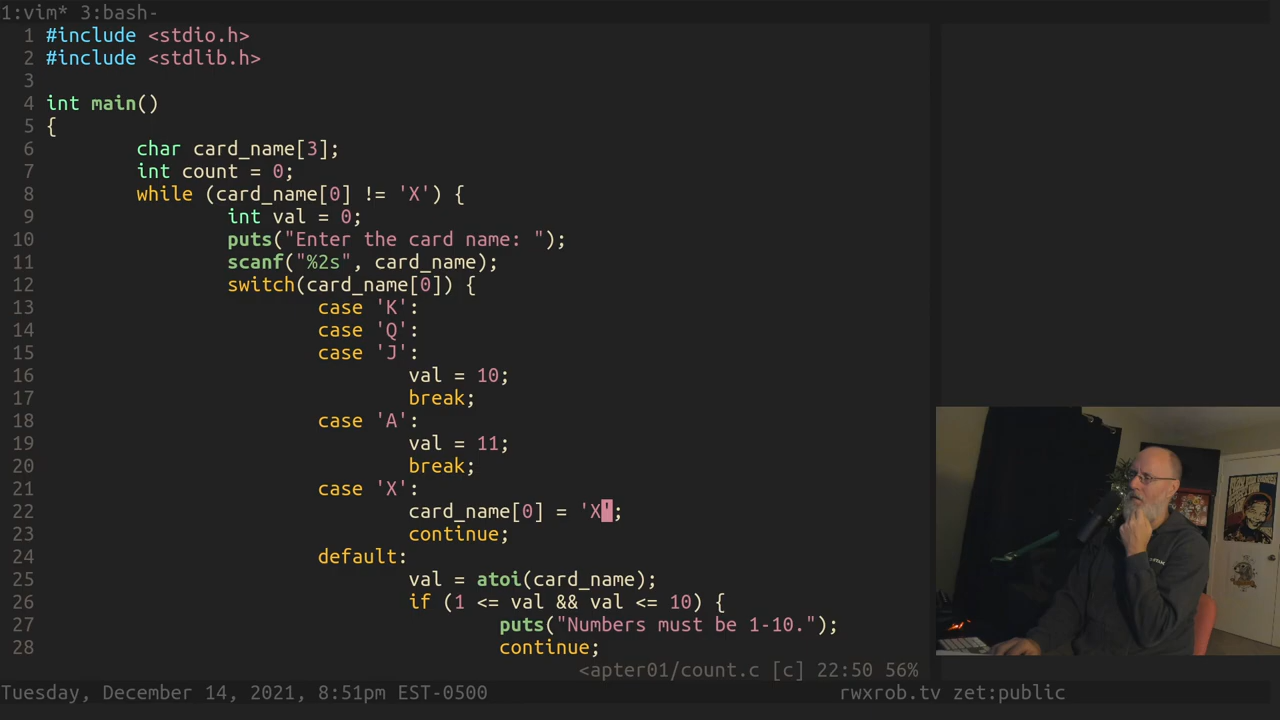 1:vim* 3:bash-
1 #include <stdio.h>
2 #include <stdlib.h>
3
4 int main()
5 {
6         char card_name[3];
7         int count = 0;
8         while (card_name[0] != 'X') {
9                 int val = 0;
10                 puts("Enter the card name: ");
11                 scanf("%2s", card_name);
12                 switch(card_name[0]) {
13                         case 'K':
14                         case 'Q':
15                         case 'J':
16                                 val = 10;
17                                 break;
18                         case 'A':
19                                 val = 11;
20                                 break;
21                         case 'X':
22                                 card_name[0] = 'X';
23                                 continue;
24                         default:
25                                 val = atoi(card_name);
26                                 if (1 <= val && val <= 10) {
27                                         puts("Numbers must be 1-10.");
28                                         continue;
<apter01/count.c [c] 22:50 56%
Tuesday, December 14, 2021, 8:51pm EST-0500 rwxrob.tv zet:public